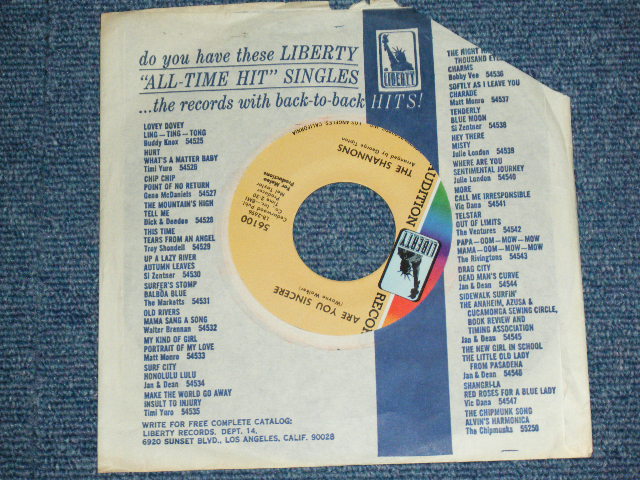 do you have these LIBERTY
"ALL-TIME HIT" SINGLES
...the records with back-to-back HITS!
LIBERTY
LOVEY DOVEY
LING - TING - TONG
Buddy Knox 54525
HURT
WHAT'S A MATTER BABY
Timi Yuro 54526
CHIP CHIP
POINT OF NO RETURN
Gene McDaniels 54527
THE MOUNTAIN'S HIGH
TELL ME
Dick & Deedee 54528
THIS TIME
TEARS FROM AN ANGEL
Troy Shondell 54529
UP A LAZY RIVER
AUTUMN LEAVES
Si Zentner 54530
SURFER'S STOMP
BALBOA BLUE
The Marketts 54531
OLD RIVERS
MAMA SANG A SONG
Walter Brennan 54532
MY KIND OF GIRL
PORTRAIT OF MY LOVE
Matt Monro 54533
SURF CITY
HONOLULU LULU
Jan & Dean 54534
MAKE THE WORLD GO AWAY
INSULT TO INJURY
Timi Yuro 54535
WRITE FOR FREE COMPLETE CATALOG:
LIBERTY RECORDS, DEPT. 14,
6920 SUNSET BLVD., LOS ANGELES, CALIF. 90028
THE NIGHT
THOUSAND
CHARMS
Bobby Vee 54536
SOFTLY AS I LEAVE YOU
CHARADE
Matt Monro 54537
TENDERLY
BLUE MOON
Si Zentner 54538
HEY THERE
MISTY
Julie London 54539
WHERE ARE YOU
SENTIMENTAL JOURNEY
Julie London 54540
MORE
CALL ME IRRESPONSIBLE
Vic Dana 54541
TELSTAR
OUT OF LIMITS
The Ventures 54542
PAPA - OOM - MOW - MOW
MAMA - OOM - MOW - MOW
The Rivingtons 54543
DRAG CITY
DEAD MAN'S CURVE
Jan & Dean 54544
SIDEWALK SURFIN'
THE ANAHEIM, AZUSA &
CUCAMONGA SEWING CIRCLE,
BOOK REVIEW AND
TIMING ASSOCIATION
Jan & Dean 54545
THE NEW GIRL IN SCHOOL
THE LITTLE OLD LADY
FROM PASADENA
Jan & Dean 54546
SHANGRI-LA
RED ROSES FOR A BLUE LADY
Vic Dana 54547
THE CHIPMUNK SONG
ALVIN'S HARMONICA
The Chipmunks 55250
AUDITION RECORD
LIBERTY
ARE YOU SINCERE
(Wayne Walker)
56100
THE SHANNONS
Arranged by George Tipton
LOS ANGELES, CALIFORNIA